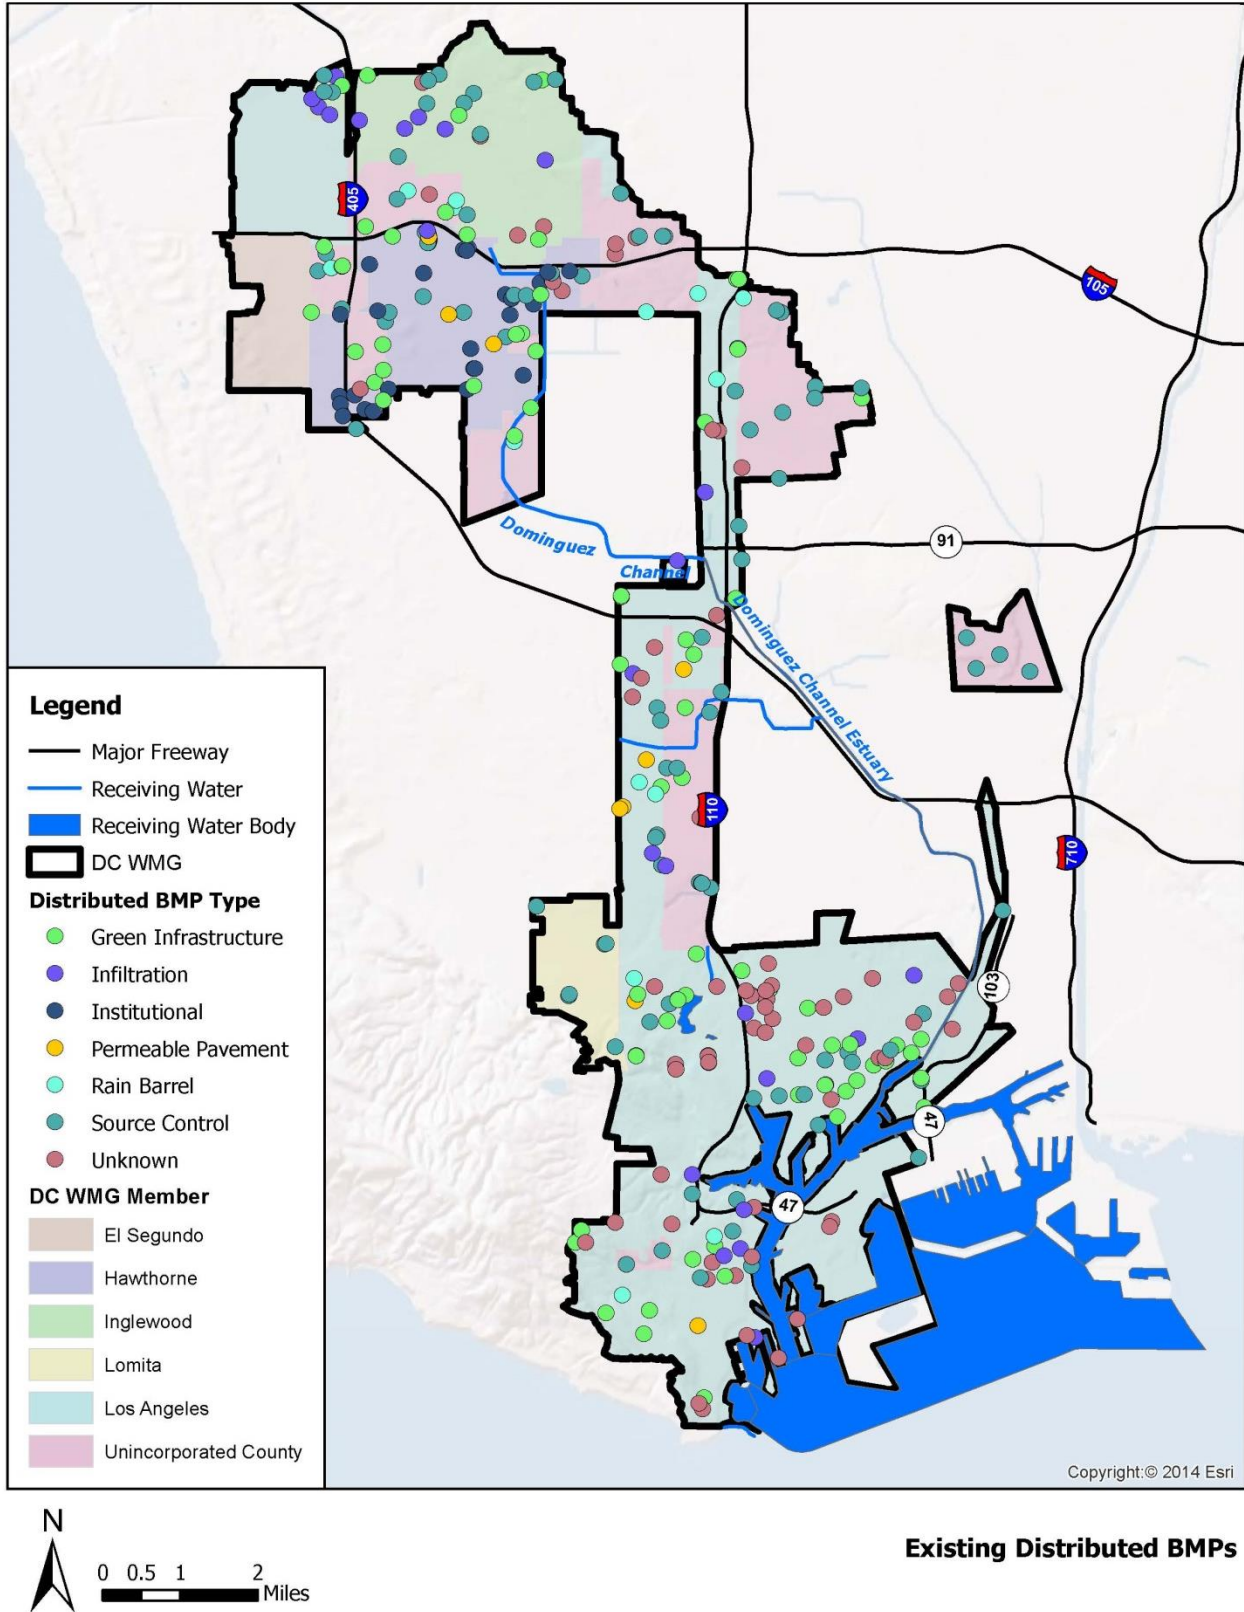 405
105
91
Dominguez
Channel
Dominguez Channel Estuary
110
710
103
47
47
Legend
Major Freeway
Receiving Water
Receiving Water Body
DC WMG
Distributed BMP Type
Green Infrastructure
Infiltration
Institutional
Permeable Pavement
Rain Barrel
Source Control
Unknown
DC WMG Member
El Segundo
Hawthorne
Inglewood
Lomita
Los Angeles
Unincorporated County
Copyright:© 2014 Esri
N
0 0.5 1 2
Miles
Existing Distributed BMPs